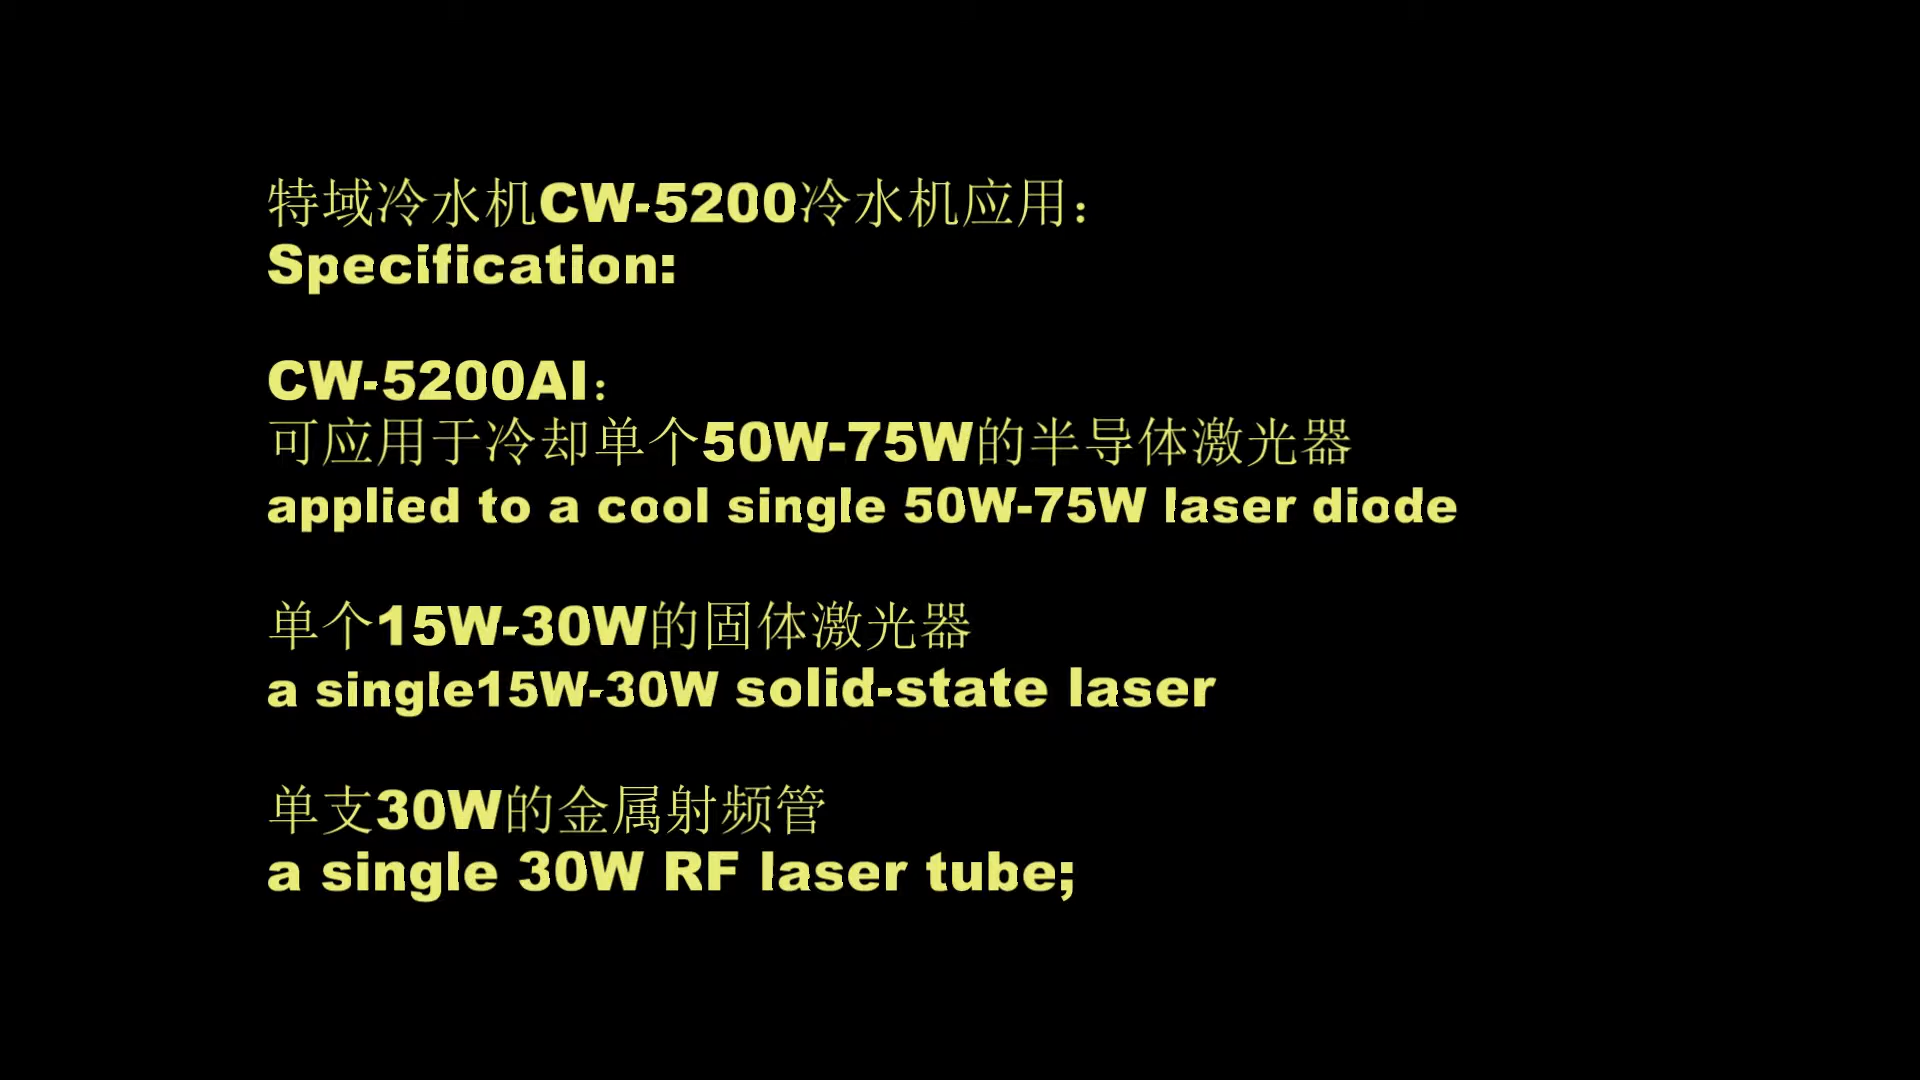 特域冷水机CW-5200冷水机应用：
Specification:
CW-5200AI：
可应用于冷却单个50W-75W的半导体激光器
applied to a cool single 50W-75W laser diode
单个15W-30W的固体激光器
a single15W-30W solid-state laser
单支30W的金属射频管
a single 30W RF laser tube;